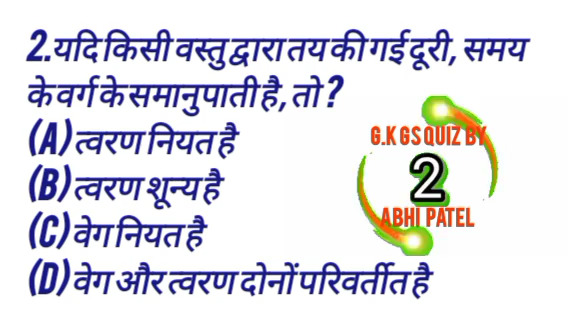 2.यदि किसी वस्तु द्वारा तय की गई दूरी, समय
के वर्ग के समानुपाती है, तो ?
(A) त्वरण नियत है
(B) त्वरण शून्य है
(C) वेग नियत है
(D) वेग और त्वरण दोनों परिवर्तीत है
G.K GS QUIZ BY
2
ABHI PATEL